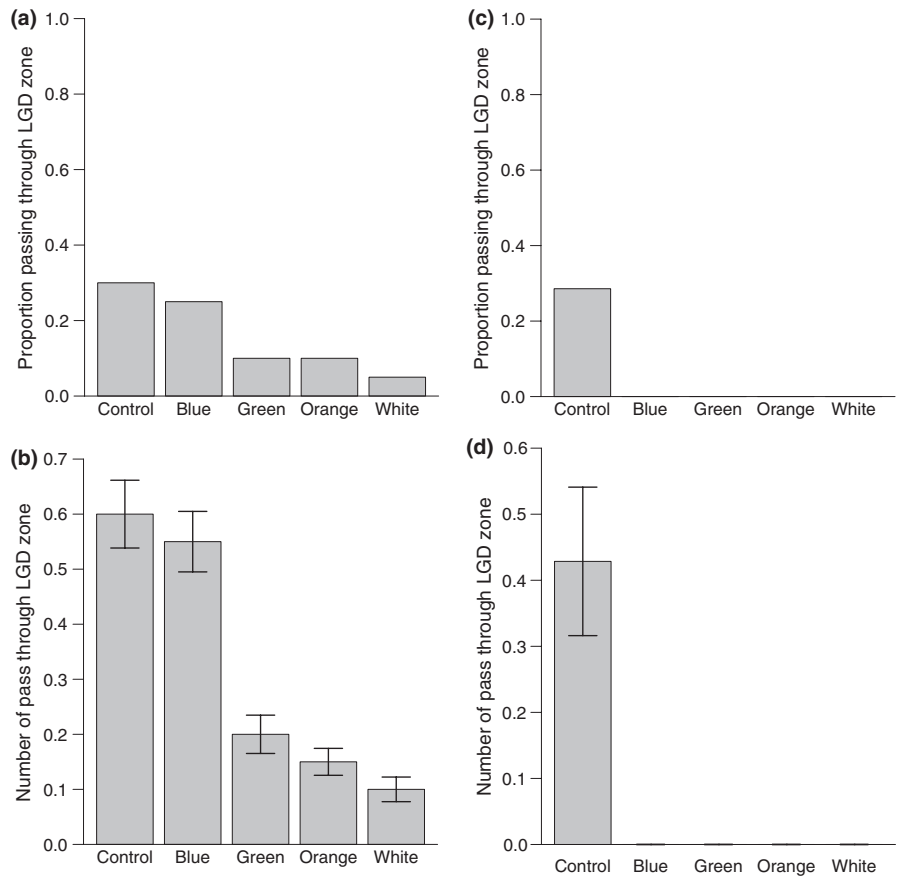 (a)
Proportion passing through LGD zone
1.0
0.8
0.6
0.4
0.2
0.0
Control Blue Green Orange White
(c)
Proportion passing through LGD zone
1.0
0.8
0.6
0.4
0.2
0.0
Control Blue Green Orange White
(b)
Number of pass through LGD zone
0.7
0.6
0.5
0.4
0.3
0.2
0.1
0.0
Control Blue Green Orange White
(d)
Number of pass through LGD zone
0.6
0.5
0.4
0.3
0.2
0.1
0.0
Control Blue Green Orange White